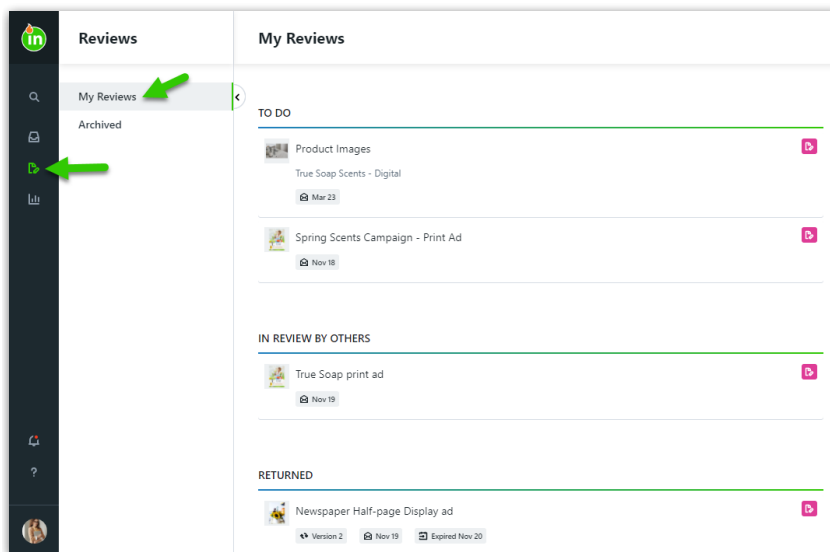 in
Reviews
My Reviews
My Reviews
Archived
TO DO
Product Images
True Soap Scents - Digital
Mar 23
Spring Scents Campaign - Print Ad
Nov 18
IN REVIEW BY OTHERS
True Soap print ad
Nov 19
?
RETURNED
Newspaper Half-page Display ad
Version 2 Nov 19 Expired Nov 20